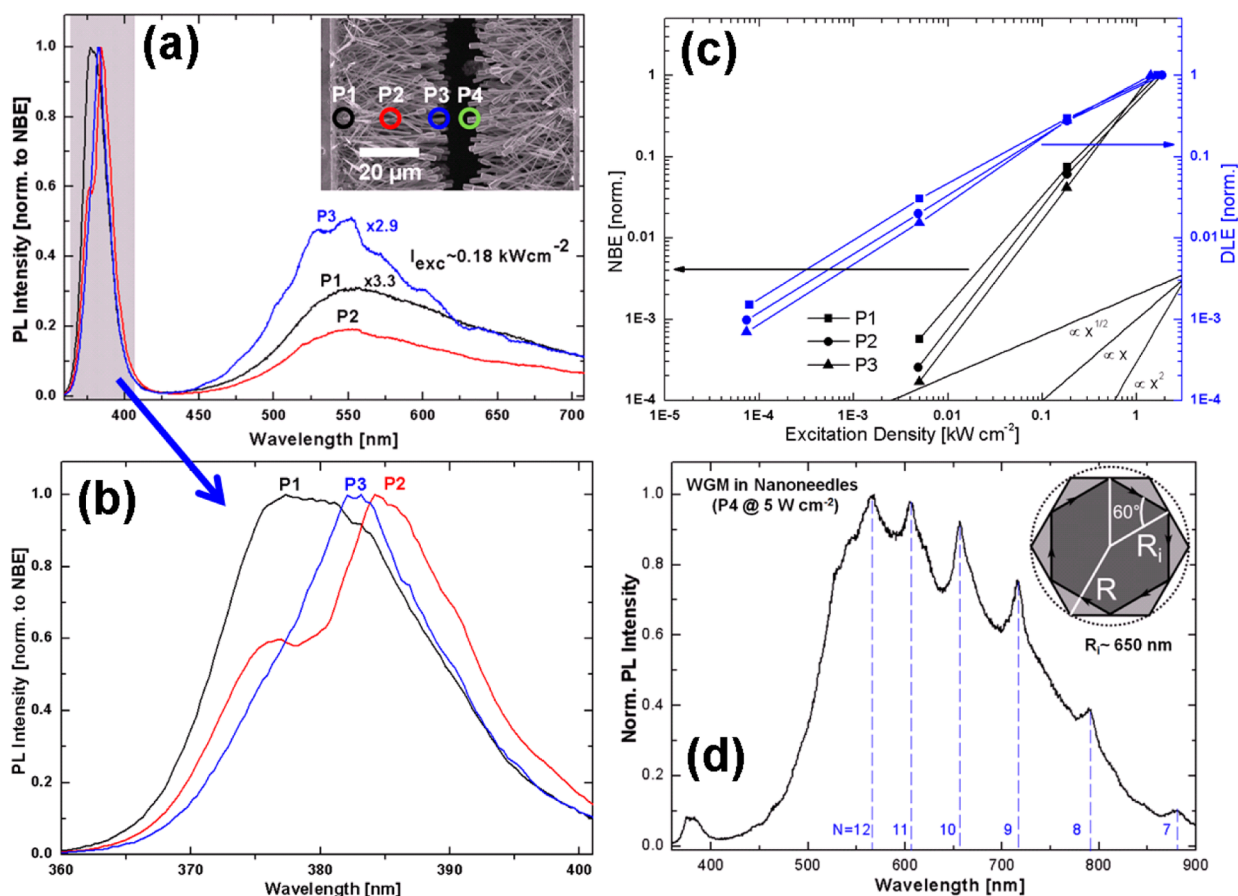 (a)
PL Intensity [norm. to NBE]
1.0
0.8
0.6
0.4
0.2
0.0
P1 P2 P3 P4
20 µm
P3
x2.9
I_exc~0.18 kWcm⁻²
P1
x3.3
P2
400 450 500 550 600 650 700
Wavelength [nm]
(b)
PL Intensity [norm. to NBE]
1.0
0.8
0.6
0.4
0.2
0.0
P1
P3
P2
360 370 380 390 400
Wavelength [nm]
(c)
NBE [norm.]
1
0.1
0.01
1E-3
1E-4
DLE [norm.]
1
0.1
0.01
1E-3
1E-4
P1
P2
P3
∝ X^1/2
∝ X
∝ X²
1E-5 1E-4 1E-3 0.01 0.1 1
Excitation Density [kW cm⁻²]
(d)
Norm. PL Intensity
1.0
0.8
0.6
0.4
0.2
0.0
WGM in Nanoneedles
(P4 @ 5 W cm⁻²)
60°
R_i
R
R_i~ 650 nm
N=12 11 10 9 8 7
400 500 600 700 800 900
Wavelength [nm]